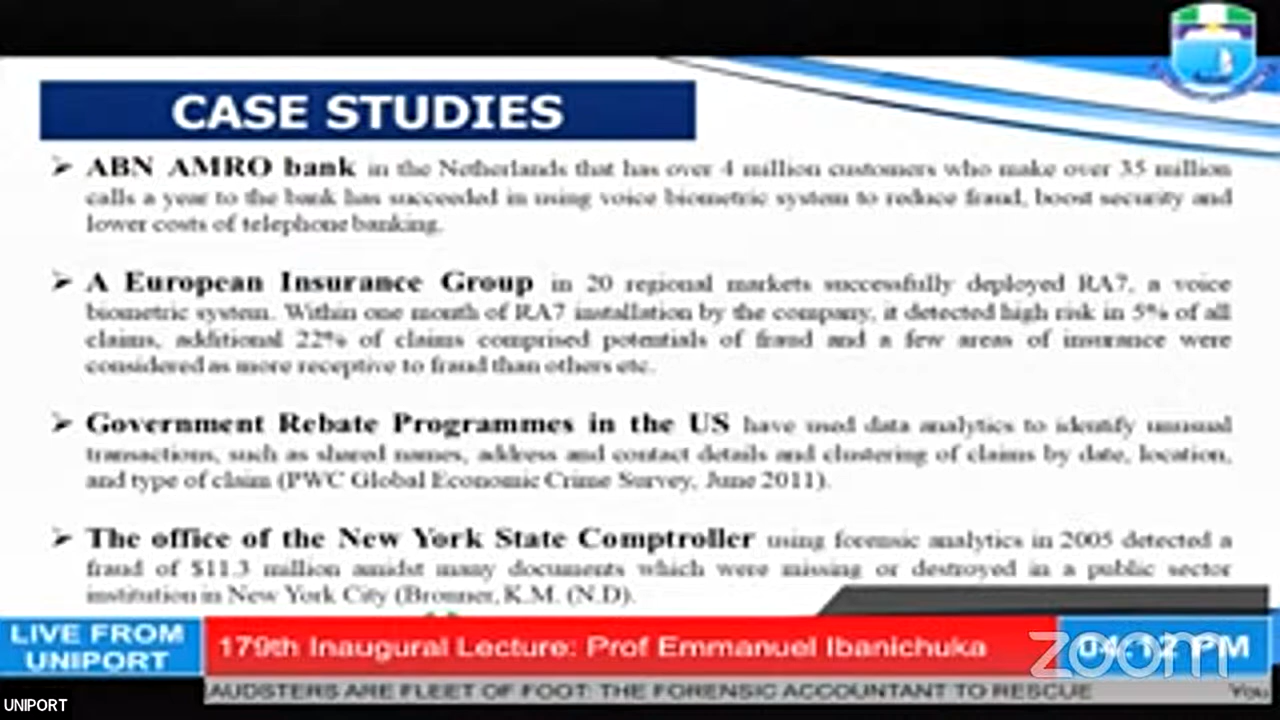 CASE STUDIES
➢ ABN AMRO bank in the Netherlands that has over 4 million customers who make over 35 million
calls a year to the bank has succeeded in using voice biometric system to reduce fraud, boost security and
lower costs of telephone banking.
➢ A European Insurance Group in 20 regional markets successfully deployed RA7, a voice
biometric system. Within one month of RA7 installation by the company, it detected high risk in 5% of all
claims, additional 22% of claims comprised potentials of fraud and a few areas of insurance were
considered as more receptive to fraud than others etc.
➢ Government Rebate Programmes in the US have used data analytics to identify unusual
transactions, such as shared names, address and contact details and clustering of claims by date, location,
and type of claim (PWC Global Economic Crime Survey, June 2011).
➢ The office of the New York State Comptroller using forensic analytics in 2005 detected a
fraud of $11.3 million amidst many documents which were missing or destroyed in a public sector
institution in New York City (Bronner, K.M. (N.D).
LIVE FROM
UNIPORT
179th Inaugural Lecture: Prof Emmanuel Ibanichuka
04:12 PM
zoom
AUDSTERS ARE FLEET OF FOOT: THE FORENSIC ACCOUNTANT TO RESCUE
You
UNIPORT